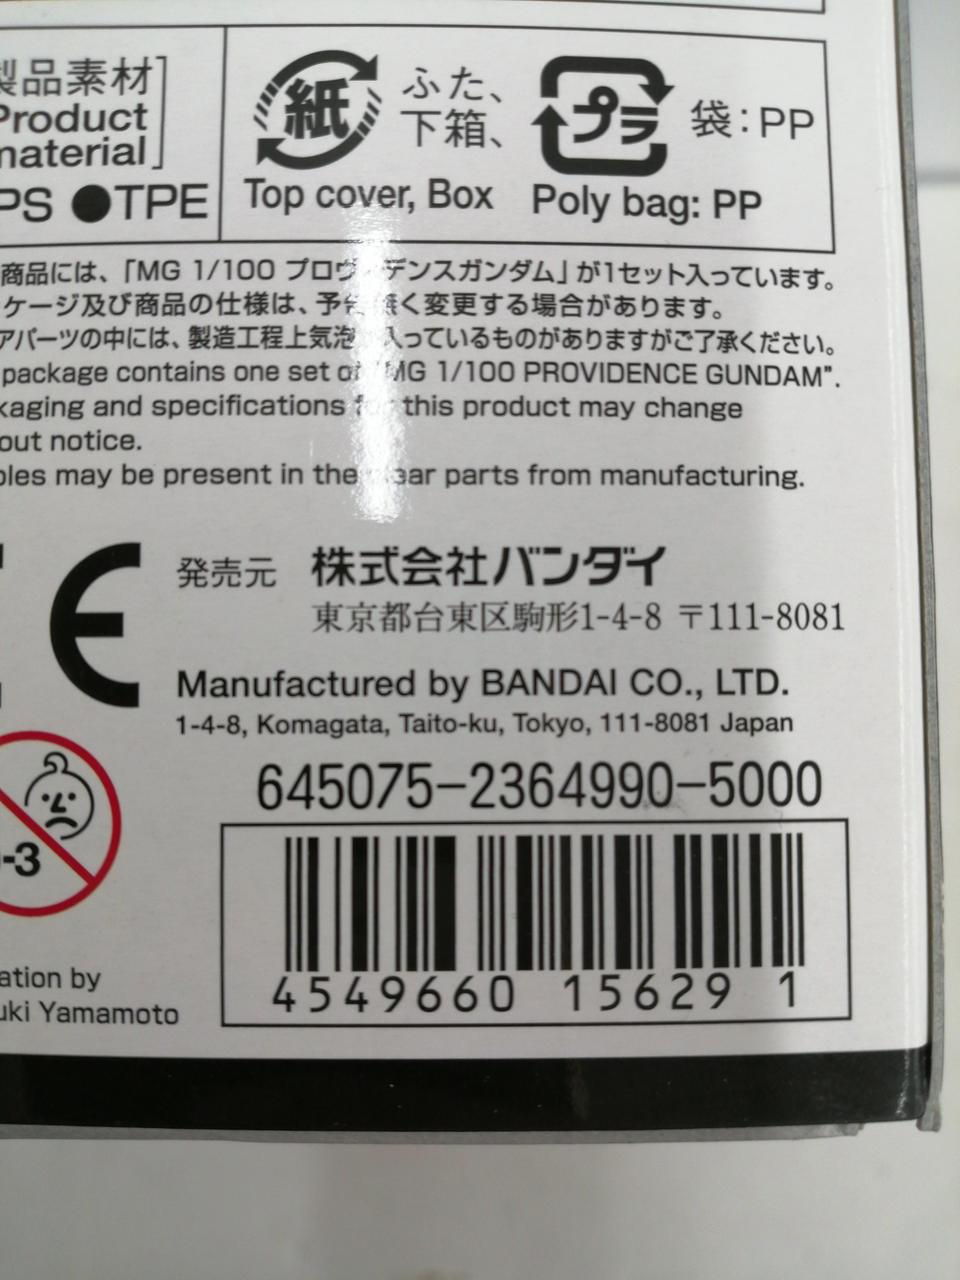 製品素材]
Product
material]
PS ●TPE
紙
ふた、
下箱、
Top cover, Box
プラ
袋:PP
Poly bag: PP
商品には、「MG 1/100 プロヴィデンスガンダム」が1セット入っています。
ケージ及び商品の仕様は、予告無く変更する場合があります。
アパーツの中には、製造工程上気泡が入っているものがありますがご了承ください。
package contains one set of "MG 1/100 PROVIDENCE GUNDAM".
kaging and specifications for this product may change
out notice.
bles may be present in the clear parts from manufacturing.
CE
発売元 株式会社バンダイ
東京都台東区駒形1-4-8 〒111-8081
Manufactured by BANDAI CO., LTD.
1-4-8, Komagata, Taito-ku, Tokyo, 111-8081 Japan
645075-2364990-5000
-3
4549660 15629 1
ation by
uki Yamamoto